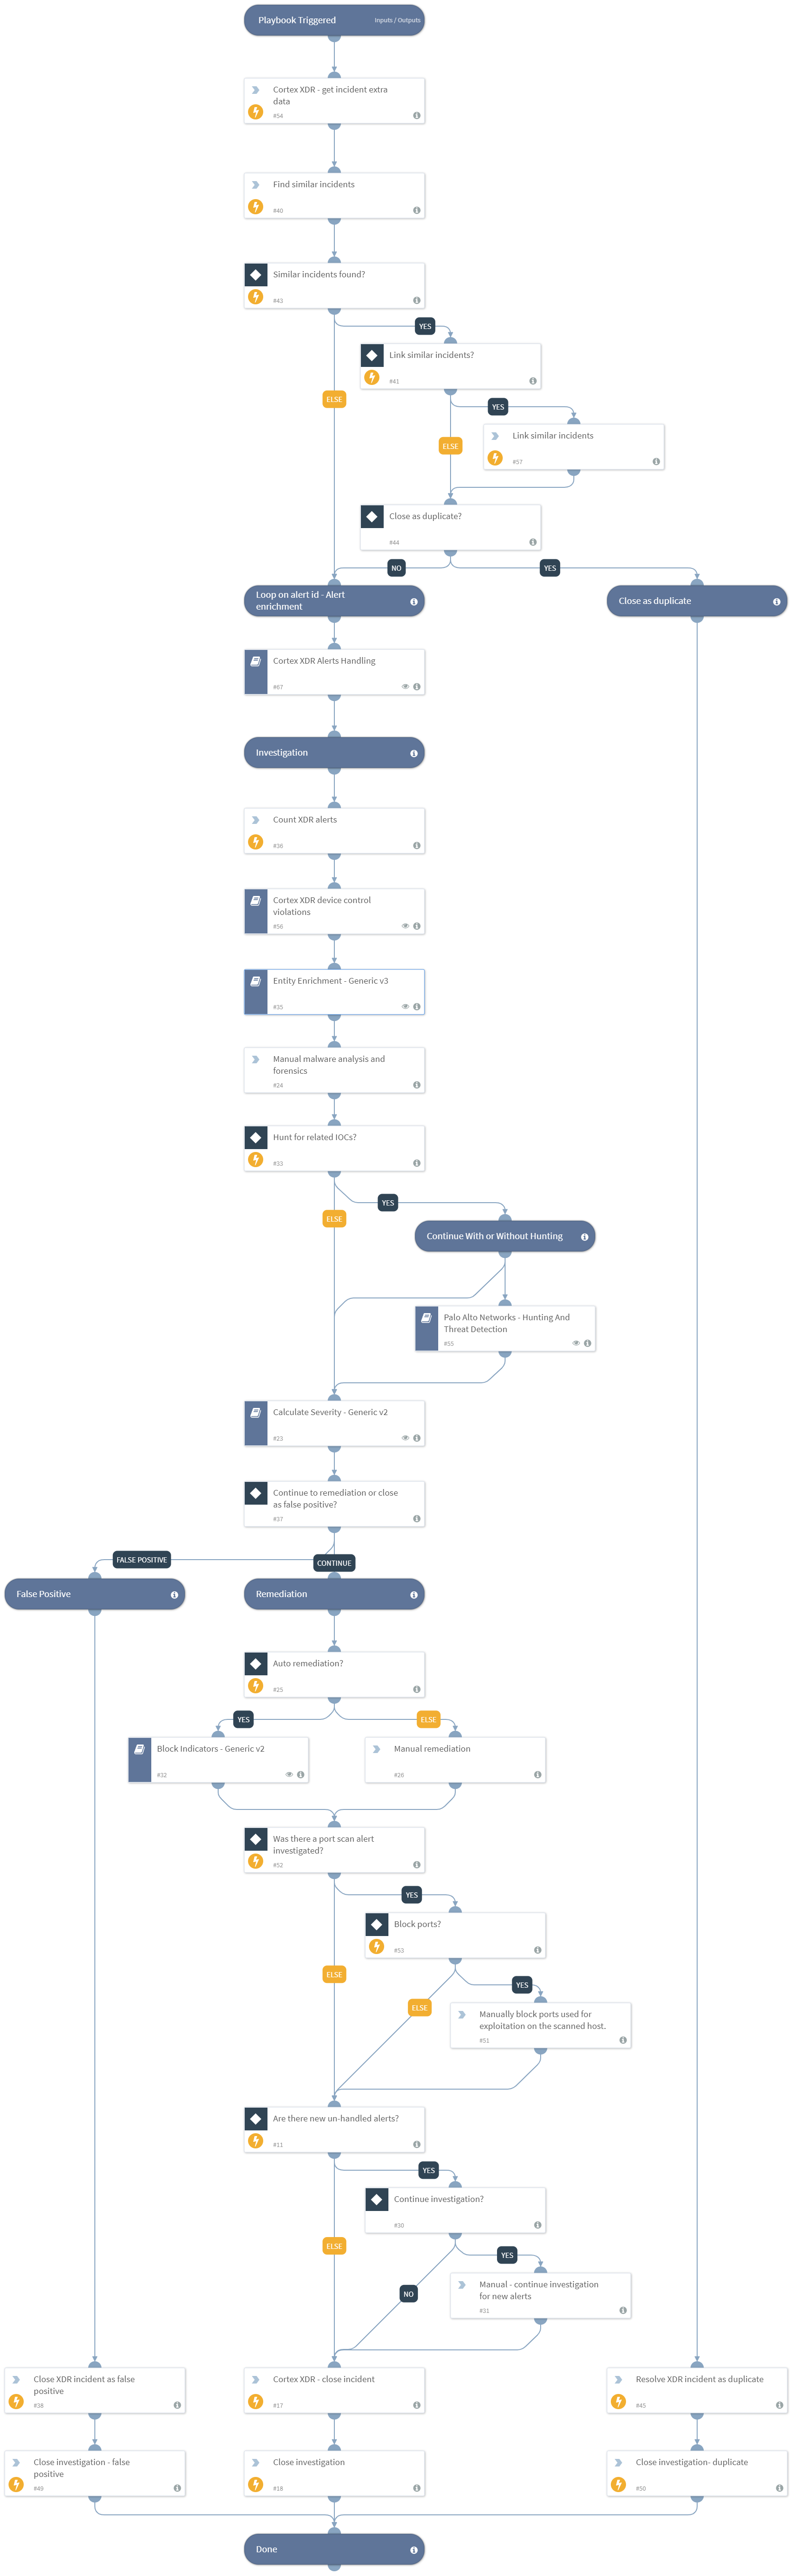 Playbook Triggered
Inputs / Outputs
Cortex XDR - get incident extra
data
#54
Find similar incidents
#40
Similar incidents found?
#43
YES
Link similar incidents?
#41
ELSE
YES
Link similar incidents
#57
ELSE
Close as duplicate?
#44
NO
YES
Loop on alert id - Alert
enrichment
Close as duplicate
Cortex XDR Alerts Handling
#67
Investigation
Count XDR alerts
#36
Cortex XDR device control
violations
#56
Entity Enrichment - Generic v3
#35
Manual malware analysis and
forensics
#24
Hunt for related IOCs?
#33
YES
ELSE
Continue With or Without Hunting
Palo Alto Networks - Hunting And
Threat Detection
#55
Calculate Severity - Generic v2
#23
Continue to remediation or close
as false positive?
#37
FALSE POSITIVE
CONTINUE
False Positive
Remediation
Auto remediation?
#25
YES
ELSE
Block Indicators - Generic v2
#32
Manual remediation
#26
Was there a port scan alert
investigated?
#52
YES
Block ports?
#53
ELSE
YES
ELSE
Manually block ports used for
exploitation on the scanned host.
#51
Are there new un-handled alerts?
#11
YES
Continue investigation?
#30
ELSE
YES
Manual - continue investigation
for new alerts
#31
NO
Close XDR incident as false
positive
#38
Cortex XDR - close incident
#17
Resolve XDR incident as duplicate
#45
Close investigation - false
positive
#49
Close investigation
#18
Close investigation- duplicate
#50
Done